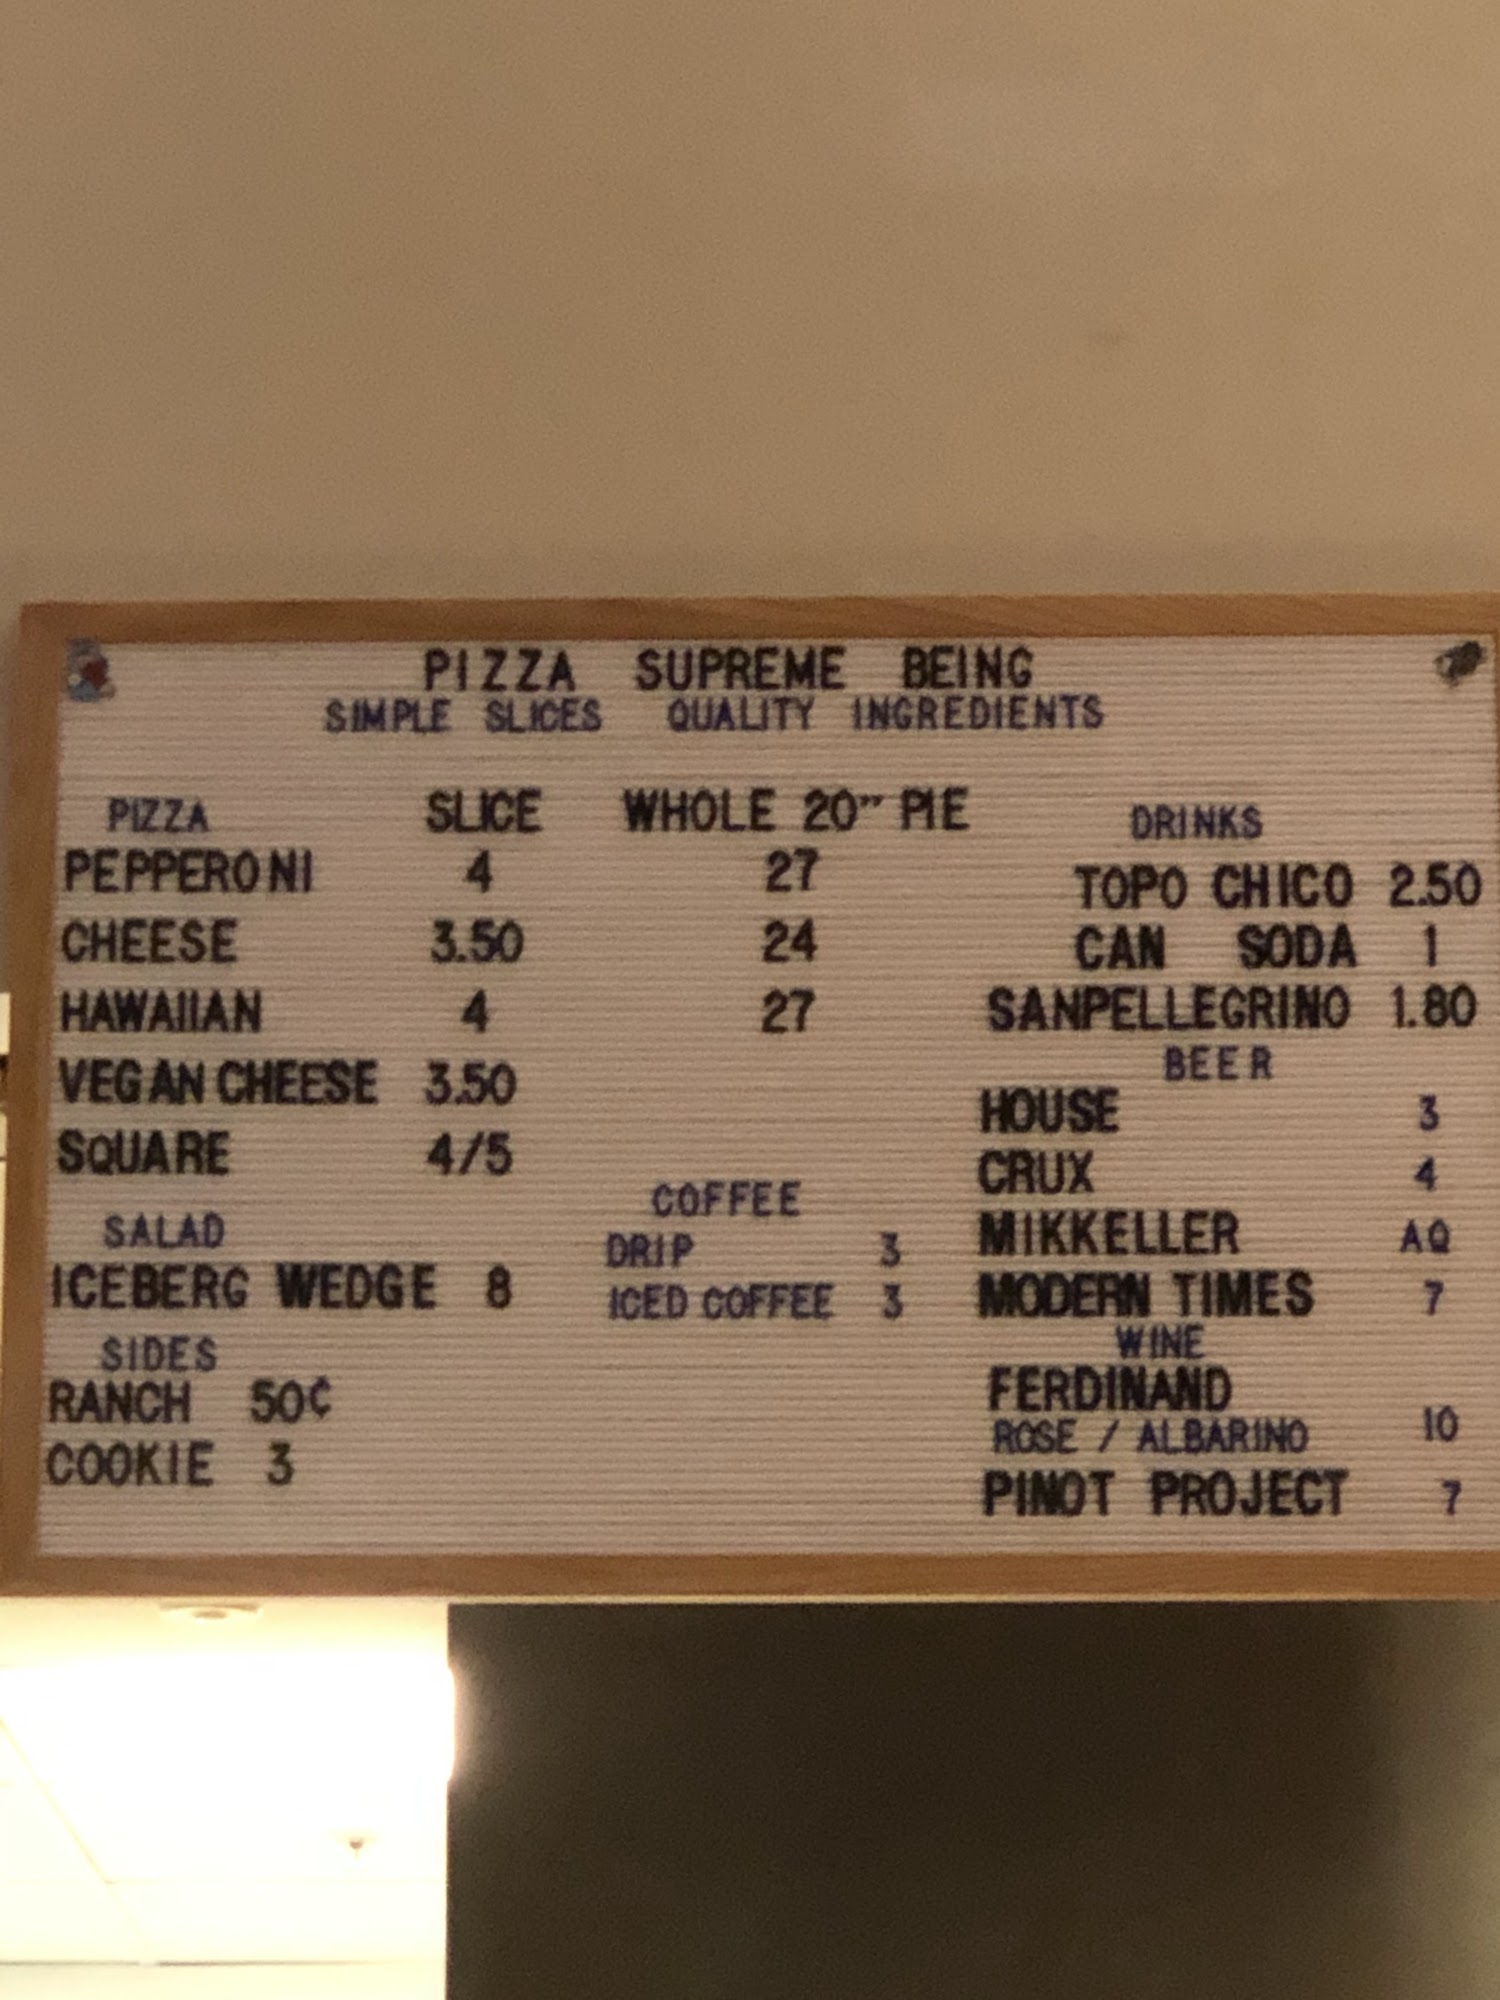 PIZZA SUPREME BEING
SIMPLE SLICES QUALITY INGREDIENTS
PIZZA SLICE WHOLE 20" PIE
PEPPERONI 4 27
CHEESE 3.50 24
HAWAIIAN 4 27
VEGAN CHEESE 3.50
SQUARE 4/5
SALAD
ICEBERG WEDGE 8
SIDES
RANCH 50¢
COOKIE 3
COFFEE
DRIP 3
ICED COFFEE 3
DRINKS
TOPO CHICO 2.50
CAN SODA 1
SANPELLEGRINO 1.80
BEER
HOUSE 3
CRUX 4
MIKKELLER AQ
MODERN TIMES 7
WINE
FERDINAND
ROSE / ALBARINO 10
PINOT PROJECT 7